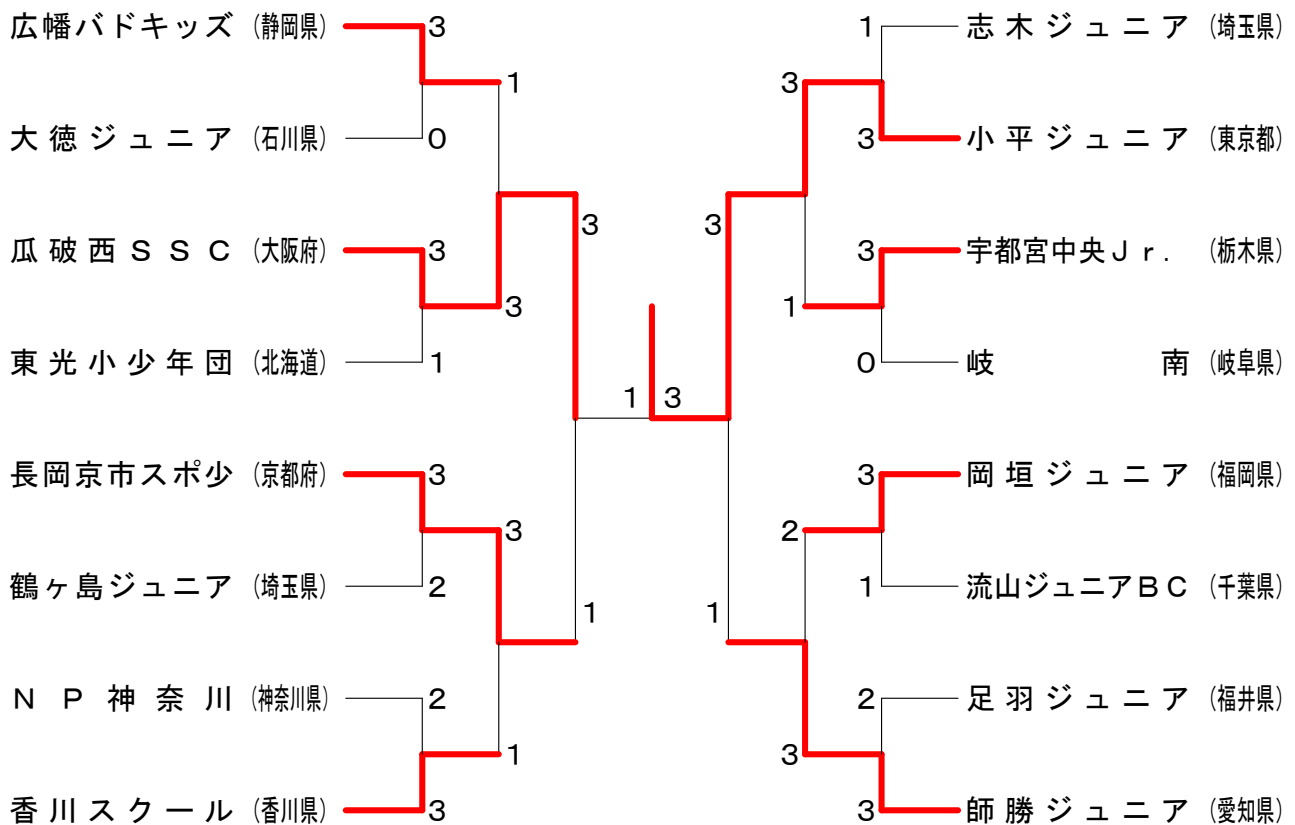 広幡バドキッズ (静岡県) 3
1
大徳ジュニア (石川県) 0
3
瓜破西SSC (大阪府) 3
3
東光小少年団 (北海道) 1
長岡京市スポ少 (京都府) 3
3
鶴ヶ島ジュニア (埼玉県) 2
1
NP神奈川 (神奈川県) 2
1
香川スクール (香川県) 3
1 3
1 志木ジュニア (埼玉県)
3
3 小平ジュニア (東京都)
3
3 宇都宮中央Jr. (栃木県)
1
0 岐南 (岐阜県)
3 岡垣ジュニア (福岡県)
2
1 流山ジュニアBC (千葉県)
1
2 足羽ジュニア (福井県)
3
3 師勝ジュニア (愛知県)